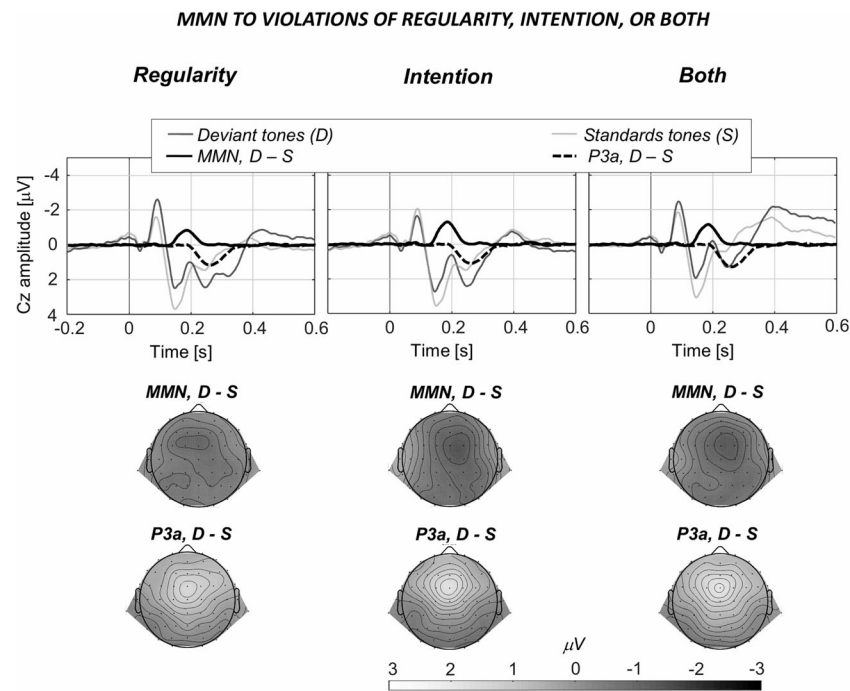 MMN TO VIOLATIONS OF REGULARITY, INTENTION, OR BOTH
Regularity Intention Both
Deviant tones (D) Standards tones (S)
MMN, D – S P3a, D – S
Cz amplitude [µV]
-4
-2
0
2
4
-0.2 0 0.2 0.4 0.6 0 0.2 0.4 0.6 0 0.2 0.4 0.6
Time [s] Time [s] Time [s]
MMN, D - S MMN, D - S MMN, D - S
P3a, D - S P3a, D - S P3a, D - S
µV
3 2 1 0 -1 -2 -3